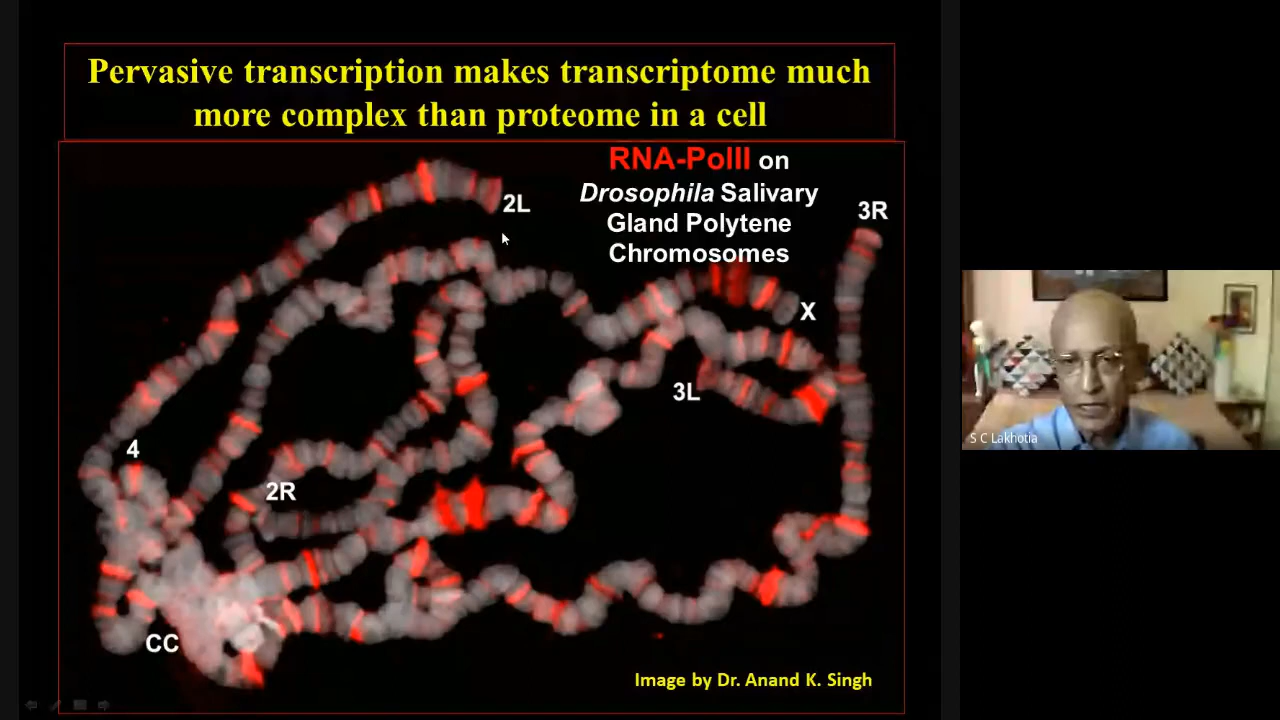 Pervasive transcription makes transcriptome much
more complex than proteome in a cell
RNA-PolII on
Drosophila Salivary
Gland Polytene
Chromosomes
2L
3R
X
3L
4
2R
CC
Image by Dr. Anand K. Singh
S C Lakhotia